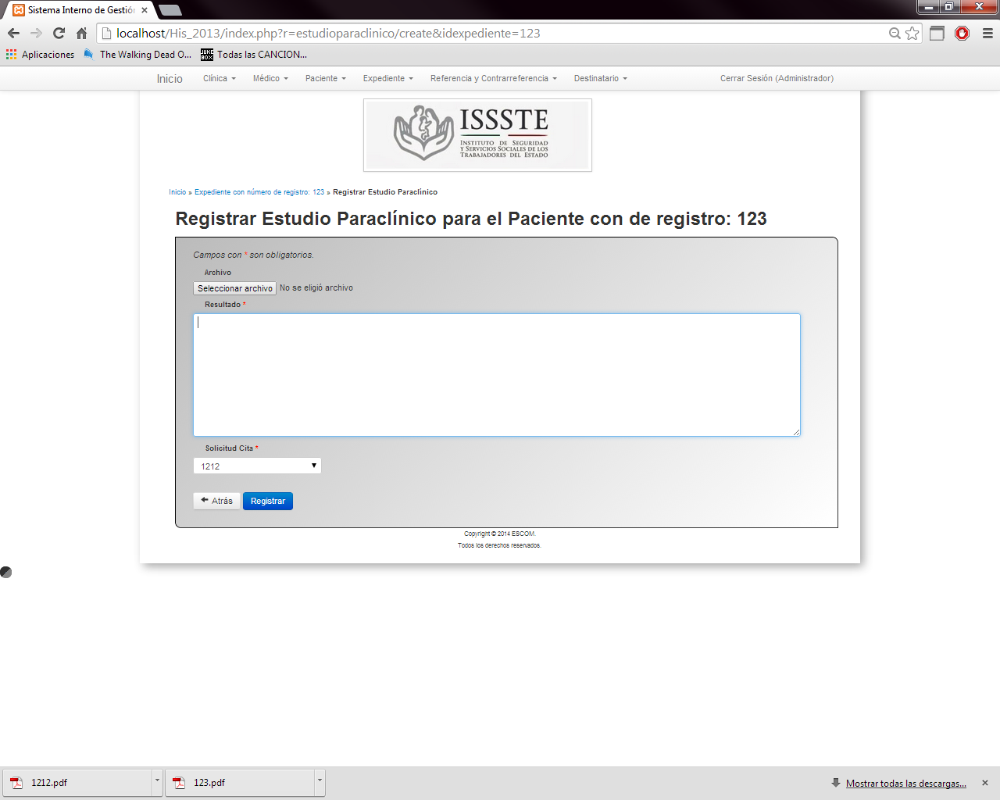 Sistema Interno de Gestió
localhost/His_2013/index.php?r=estudioparaclinico/create&idexpediente=123
Aplicaciones The Walking Dead O... JUKE BOX Todas las CANCION...
Inicio Clínica Médico Paciente Expediente Referencia y Contrarreferencia Destinatario Cerrar Sesión (Administrador)
ISSSTE
INSTITUTO DE SEGURIDAD
Y SERVICIOS SOCIALES DE LOS
TRABAJADORES DEL ESTADO
Inicio » Expediente con número de registro: 123 » Registrar Estudio Paraclínico
Registrar Estudio Paraclínico para el Paciente con de registro: 123
Campos con * son obligatorios.
Archivo
Seleccionar archivo No se eligió archivo
Resultado *
Solicitud Cita *
1212
Atrás Registrar
Copyright © 2014 ESCOM.
Todos los derechos reservados.
1212.pdf 123.pdf Mostrar todas las descargas...